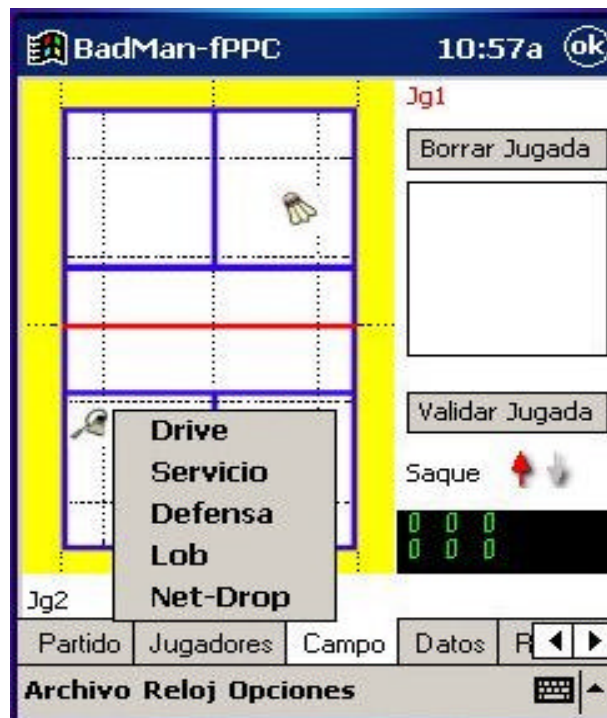 BadMan-fPPC 10:57a ok
Jg1
Borrar Jugada
Validar Jugada
Saque
0 0 0
0 0 0
Drive
Servicio
Defensa
Lob
Net-Drop
Jg2
Partido Jugadores Campo Datos R
Archivo Reloj Opciones